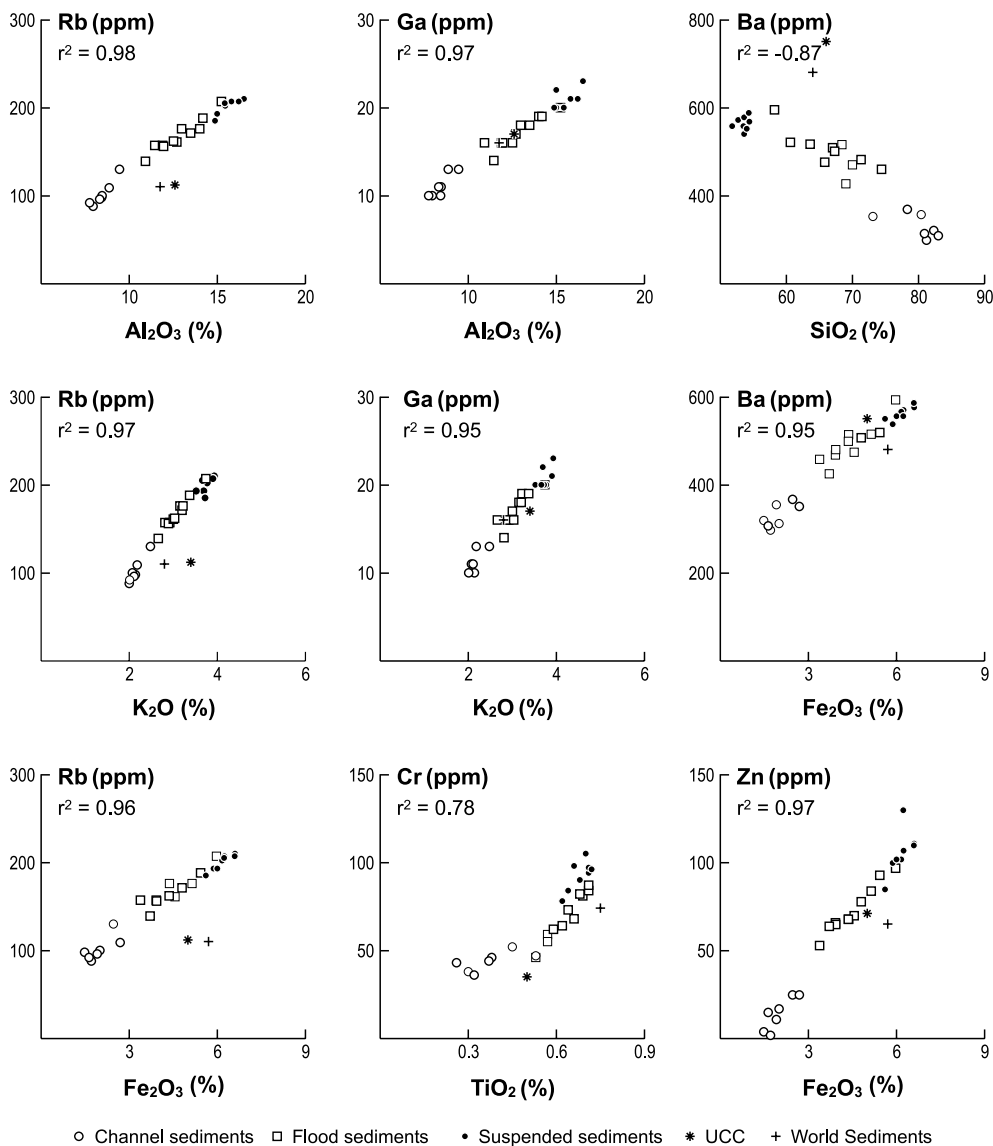 Rb (ppm)
r² = 0.98
300
200
100
10
15
20
Al₂O₃ (%)
Ga (ppm)
r² = 0.97
30
20
10
10
15
20
Al₂O₃ (%)
Ba (ppm)
r² = -0.87
800
600
400
200
60
70
80
90
SiO₂ (%)
Rb (ppm)
r² = 0.97
300
200
100
2
4
6
K₂O (%)
Ga (ppm)
r² = 0.95
30
20
10
2
4
6
K₂O (%)
Ba (ppm)
r² = 0.95
600
400
200
3
6
9
Fe₂O₃ (%)
Rb (ppm)
r² = 0.96
300
200
100
3
6
9
Fe₂O₃ (%)
Cr (ppm)
r² = 0.78
150
100
50
0.3
0.6
0.9
TiO₂ (%)
Zn (ppm)
r² = 0.97
150
100
50
3
6
9
Fe₂O₃ (%)
Channel sediments Flood sediments Suspended sediments UCC World Sediments